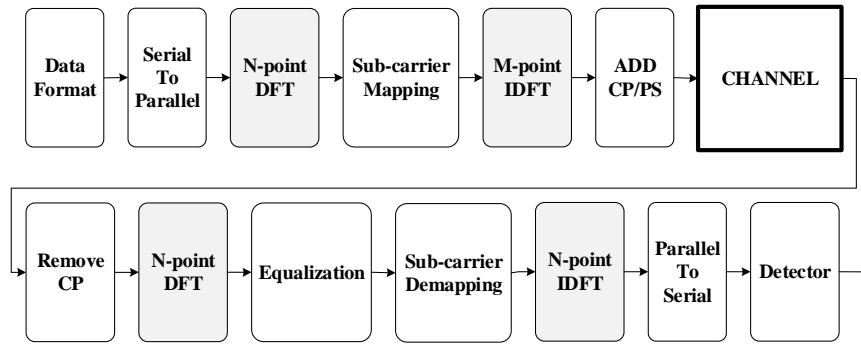 Data
Format
Serial
To
Parallel
N-point
DFT
Sub-carrier
Mapping
M-point
IDFT
ADD
CP/PS
CHANNEL
Remove
CP
N-point
DFT
Equalization
Sub-carrier
Demapping
N-point
IDFT
Parallel
To
Serial
Detector